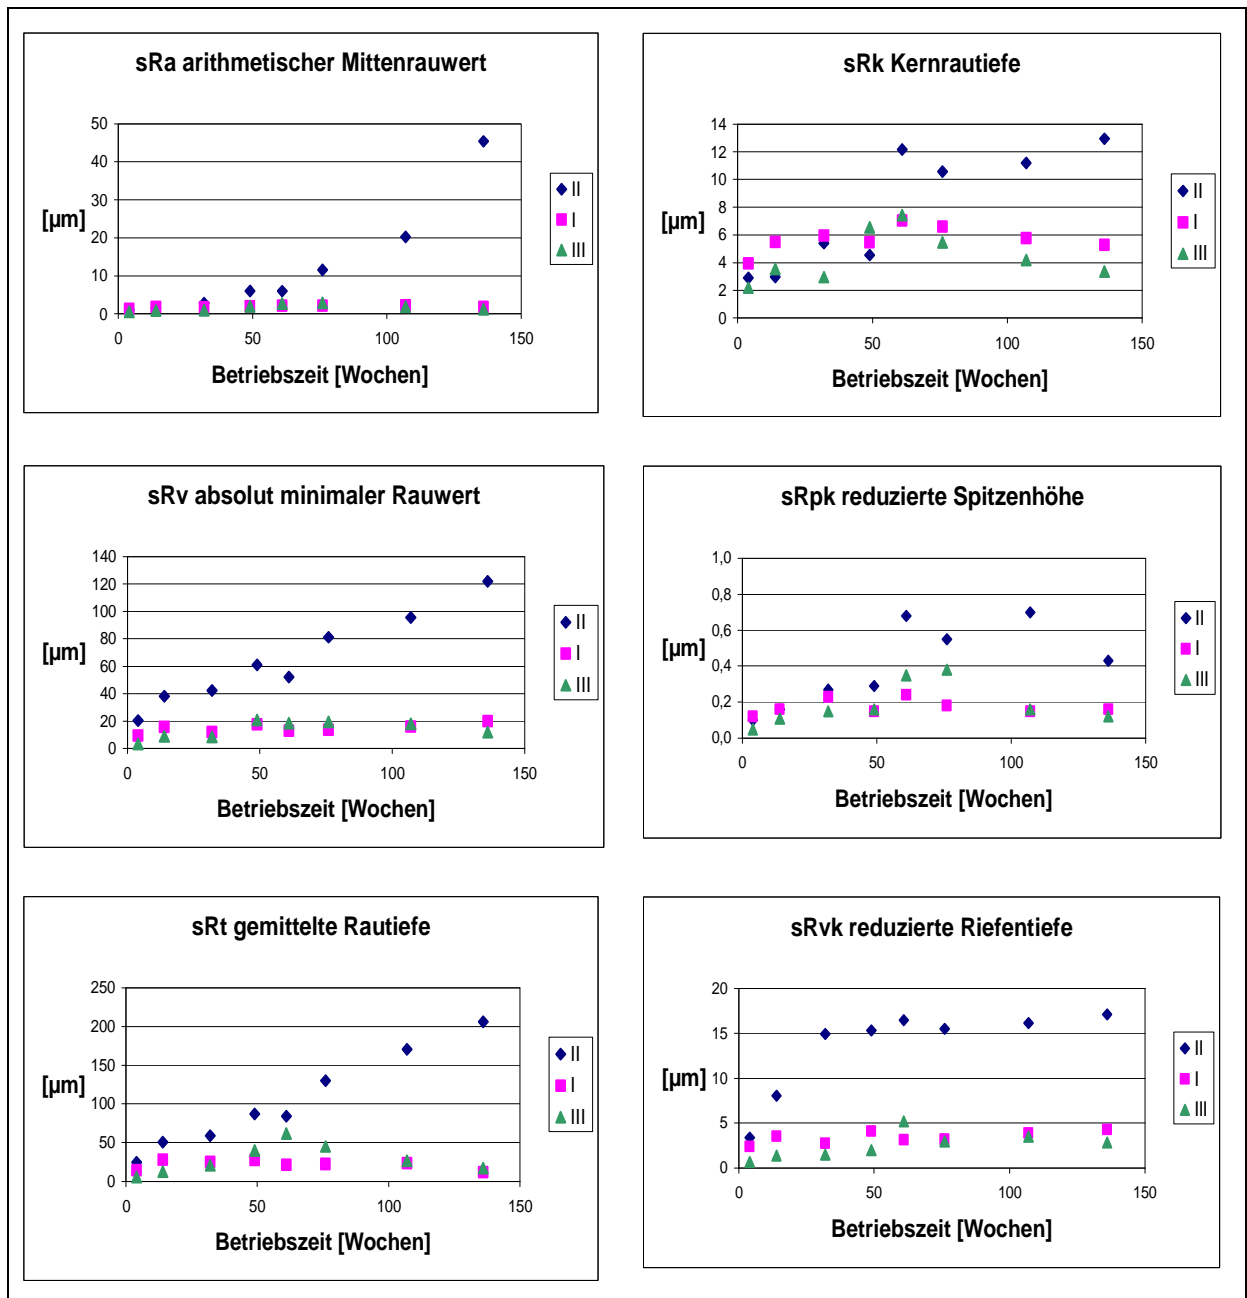 sRa arithmetischer Mittenrauwert
50
40
30
20
10
0
[µm]
0 50 100 150
Betriebszeit [Wochen]
II
I
III
sRk Kernrautiefe
14
12
10
8
6
4
2
0
[µm]
0 50 100 150
Betriebszeit [Wochen]
II
I
III
sRv absolut minimaler Rauwert
140
120
100
80
60
40
20
0
[µm]
0 50 100 150
Betriebszeit [Wochen]
II
I
III
sRpk reduzierte Spitzenhöhe
1,0
0,8
0,6
0,4
0,2
0,0
[µm]
0 50 100 150
Betriebszeit [Wochen]
II
I
III
sRt gemittelte Rautiefe
250
200
150
100
50
0
[µm]
0 50 100 150
Betriebszeit [Wochen]
II
I
III
sRvk reduzierte Riefentiefe
20
15
10
5
0
[µm]
0 50 100 150
Betriebszeit [Wochen]
II
I
III